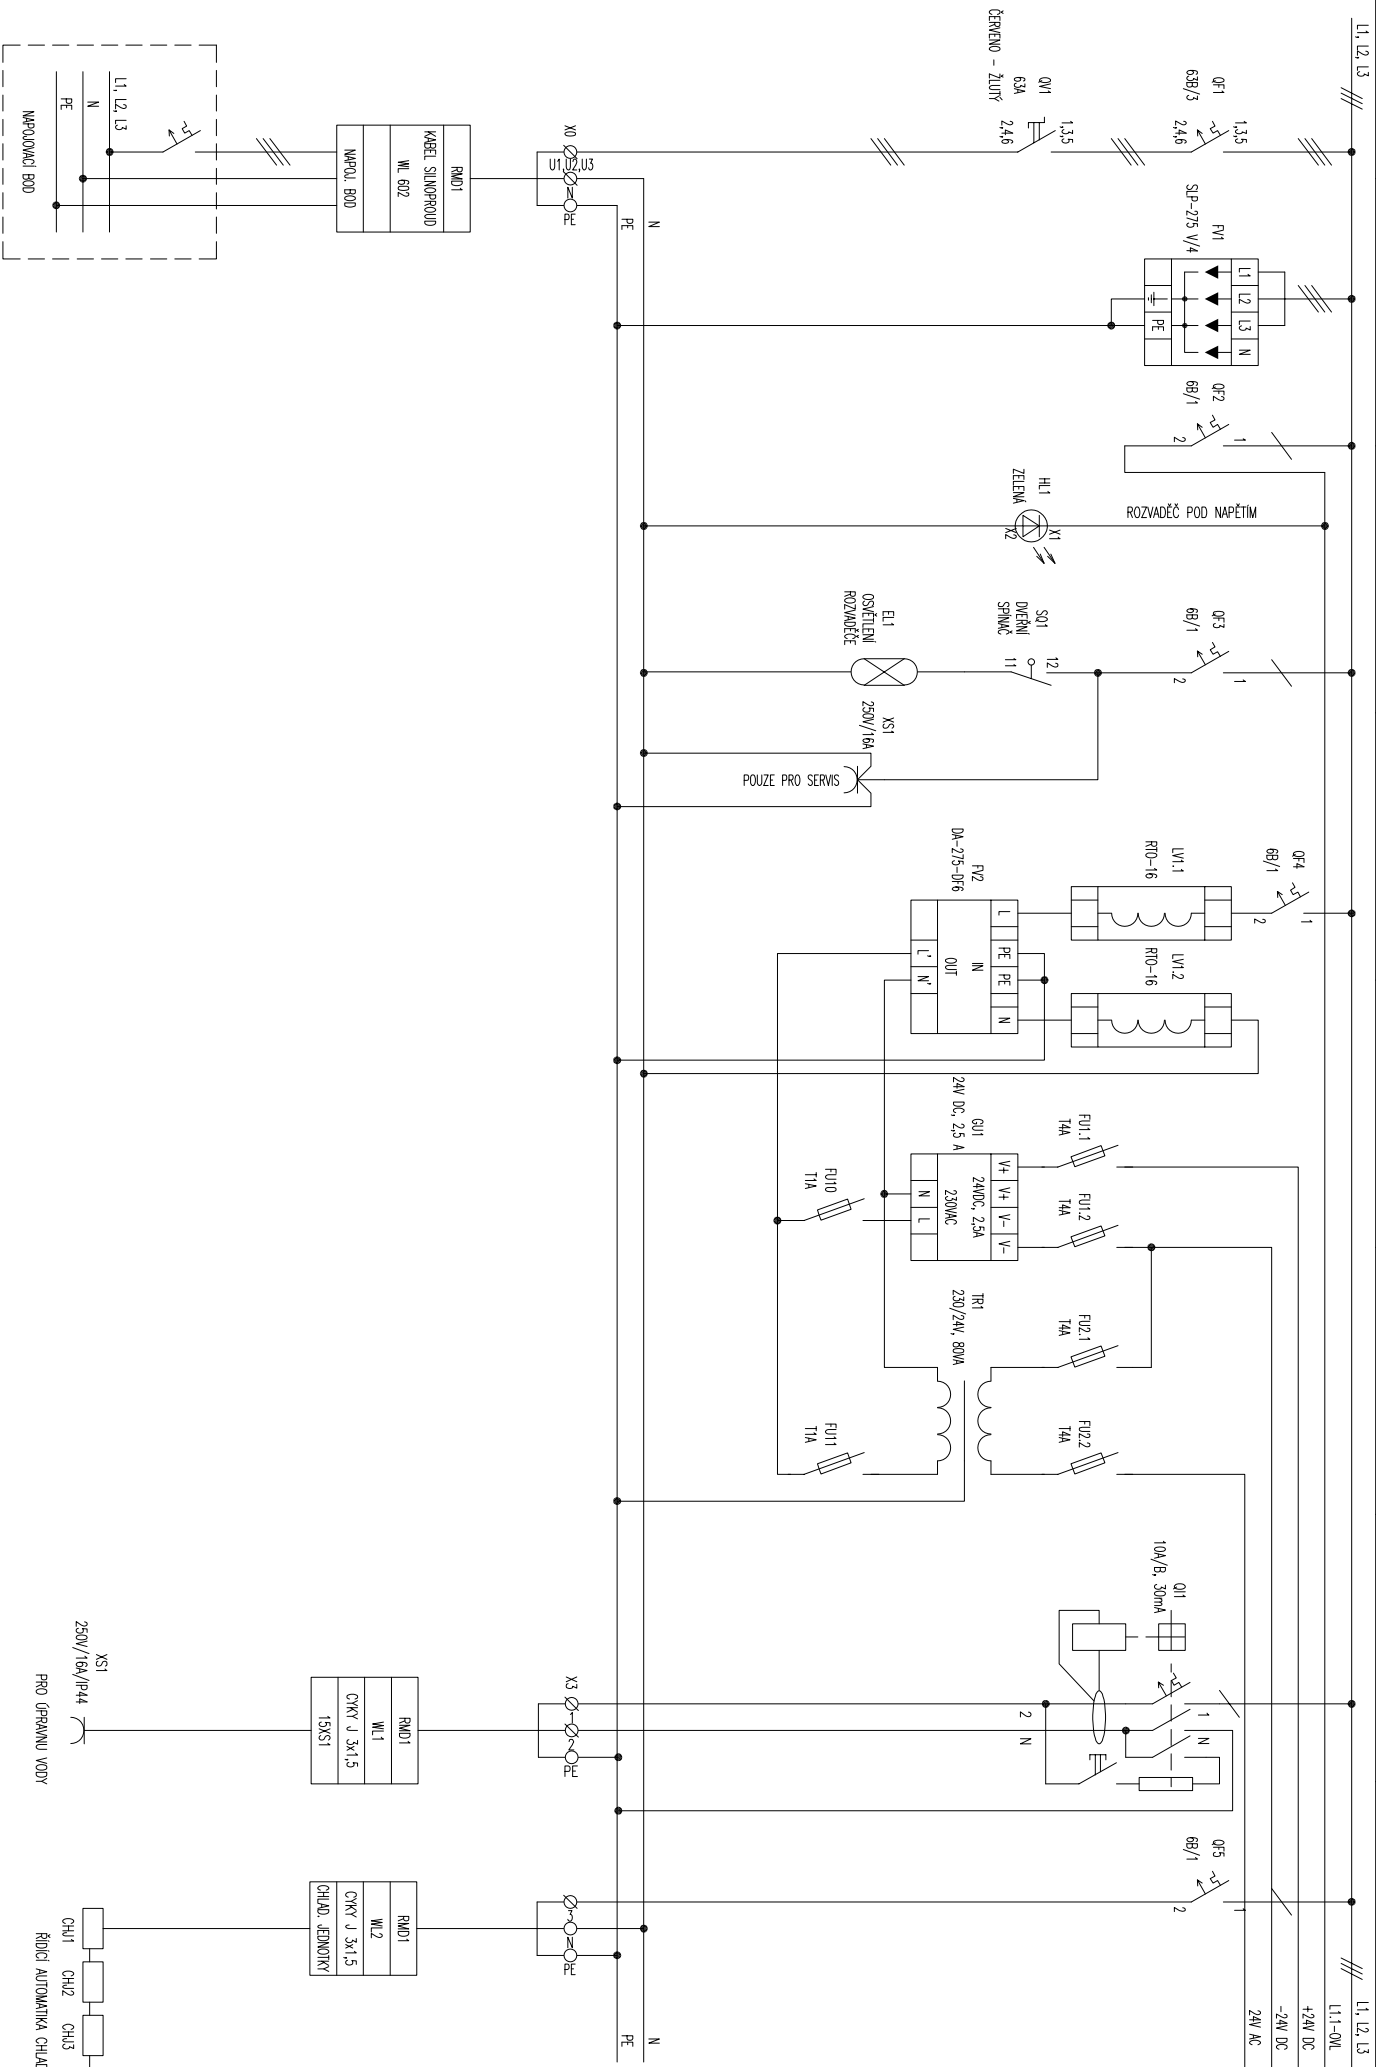 L1, L2, L3
QF1
63B/3
1,3,5
2,4,6
QV1
63A
ČERVENO - ŽLUTÝ
1,3,5
2,4,6
X0
U1,U2,U3
N
PE
N
PE
RMD1
KABEL SILNOPROUD
WL 602
NAPOJ. BOD
L1, L2, L3
N
PE
NAPOJOVACÍ BOD
FV1
SLP-275 V/4
L1
L2
L3
N
PE
QF2
6B/1
1
2
ROZVADĚČ POD NAPĚTÍM
HL1
ZELENÁ
X1
X2
QF3
6B/1
1
2
SQ1
DVEŘNÍ
SPÍNAČ
12
11
EL1
OSVĚTLENÍ
ROZVADĚČE
XS1
250V/16A
POUZE PRO SERVIS
QF4
6B/1
1
2
LV1.1
RTO-16
LV1.2
RTO-16
FV2
DA-275-DF6
L
PE
PE
N
IN
OUT
L'
N'
FU1.1
T4A
FU1.2
T4A
GU1
24V DC, 2,5 A
V+
V+
V-
V-
24VDC, 2,5A
230VAC
N
L
FU10
T1A
FU2.1
T4A
FU2.2
T4A
TR1
230/24V, 80VA
FU11
T1A
QI1
10A/B, 30mA
1
N
2
N
X3
1
2
PE
RMD1
WL1
CYKY J 3x1,5
15XS1
XS1
250V/16A/IP44
PRO ÚPRAVNU VODY
QF5
6B/1
1
2
3
N
PE
RMD1
WL2
CYKY J 3x1,5
CHLAD. JEDNOTKY
CHJ1
CHJ2
CHJ3
ŘÍDÍCÍ AUTOMATIKA CHLAD
L1, L2, L3
L1.1-OVL
+24V DC
-24V DC
24V AC
N
PE